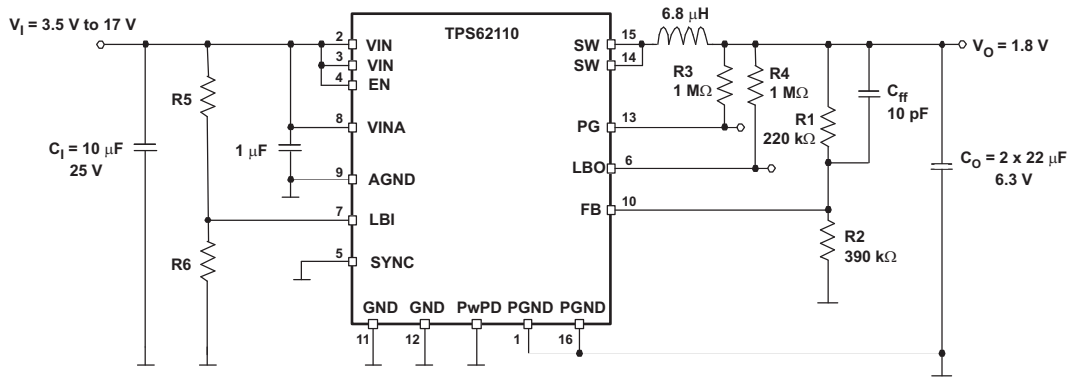 V_I = 3.5 V to 17 V
TPS62110
6.8 μH
V_O = 1.8 V
2 VIN
3 VIN
4 EN
8 VINA
9 AGND
7 LBI
5 SYNC
SW 15
SW 14
PG 13
LBO 6
FB 10
GND GND PwPD PGND PGND
11 12 1 16
R5
R6
C_I = 10 μF
25 V
1 μF
R3
1 MΩ
R4
1 MΩ
R1
220 kΩ
C_ff
10 pF
R2
390 kΩ
C_O = 2 x 22 μF
6.3 V